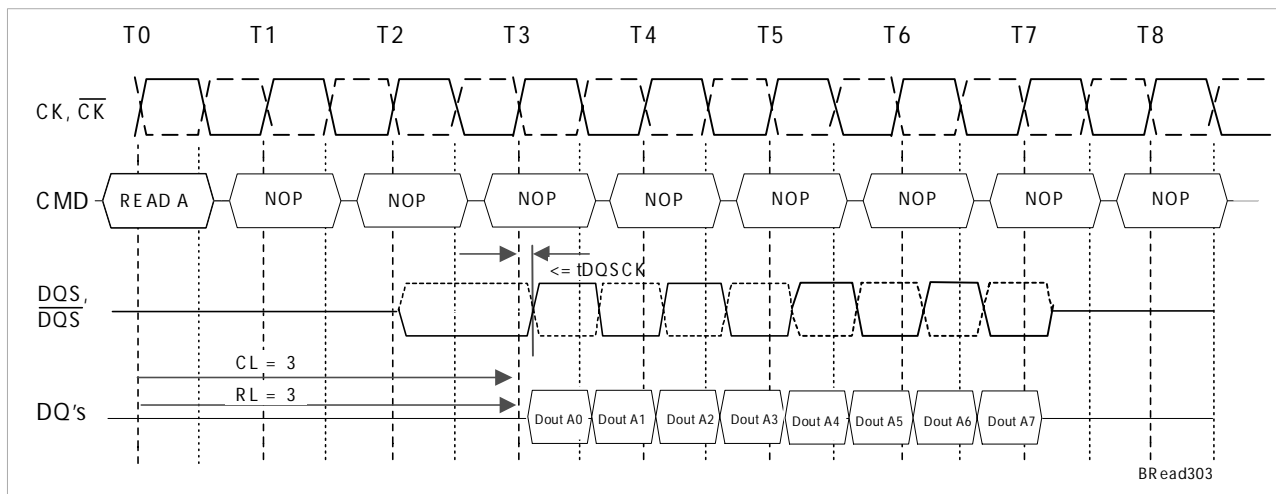 T0 T1 T2 T3 T4 T5 T6 T7 T8
CK, CK
CMD READ A NOP NOP NOP NOP NOP NOP NOP NOP
<= tDQSCK
DQS,
DQS
CL = 3
RL = 3
DQ's
Dout A0 Dout A1 Dout A2 Dout A3 Dout A4 Dout A5 Dout A6 Dout A7
BRead303